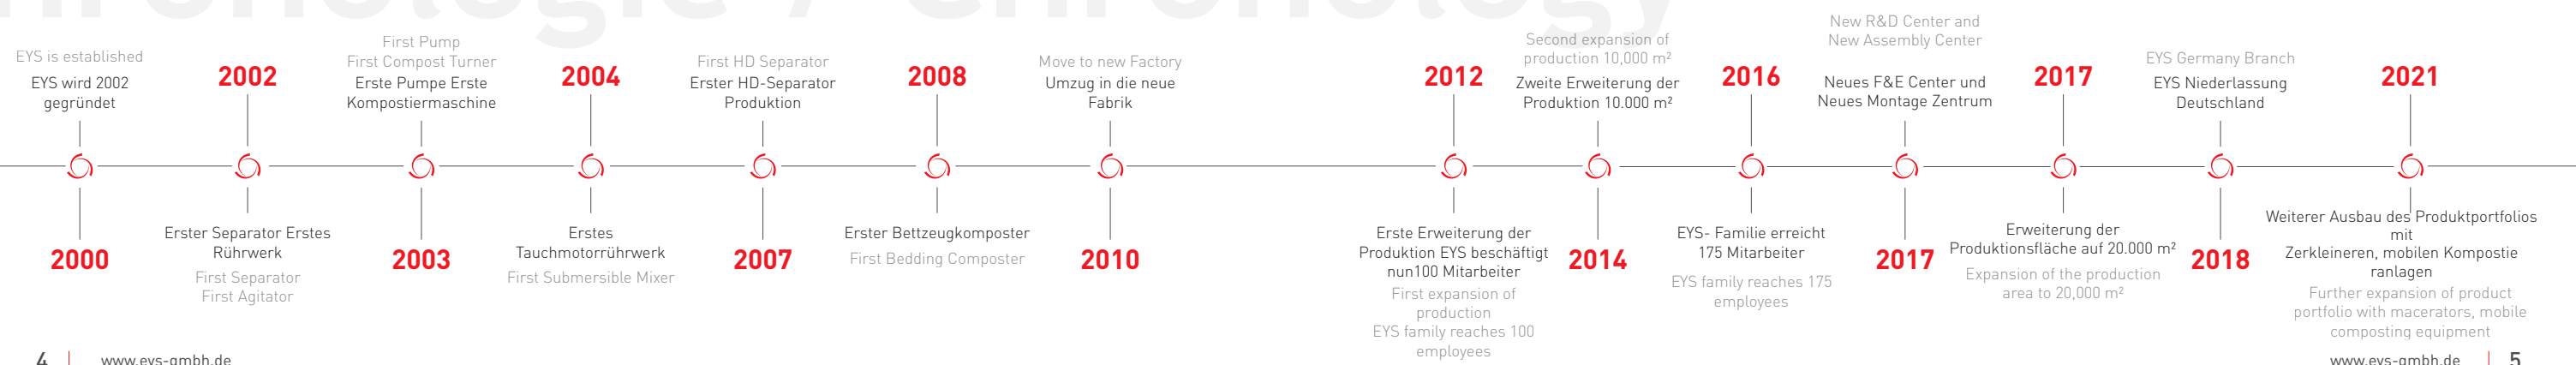 Chronologie / Chronology
EYS is established
EYS wird 2002
gegründet
2000
2002
Erster Separator Erstes
Rührwerk
First Separator
First Agitator
First Pump
First Compost Turner
Erste Pumpe Erste
Kompostiermaschine
2003
2004
Erstes
Tauchmotorrührwerk
First Submersible Mixer
First HD Separator
Erster HD-Separator
Produktion
2007
2008
Erster Bettzeugkomposter
First Bedding Composter
Move to new Factory
Umzug in die neue
Fabrik
2010
2012
Erste Erweiterung der
Produktion EYS beschäftigt
nun100 Mitarbeiter
First expansion of
production
EYS family reaches 100
employees
Second expansion of
production 10,000 m²
Zweite Erweiterung der
Produktion 10.000 m²
2014
2016
EYS- Familie erreicht
175 Mitarbeiter
EYS family reaches 175
employees
New R&D Center and
New Assembly Center
Neues F&E Center und
Neues Montage Zentrum
2017
2017
Erweiterung der
Produktionsfläche auf 20.000 m²
Expansion of the production
area to 20,000 m²
EYS Germany Branch
EYS Niederlassung
Deutschland
2018
2021
Weiterer Ausbau des Produktportfolios
mit
Zerkleineren, mobilen Kompostie
ranlagen
Further expansion of product
portfolio with macerators, mobile
composting equipment
4 | www.eys-gmbh.de
www.eys-gmbh.de | 5